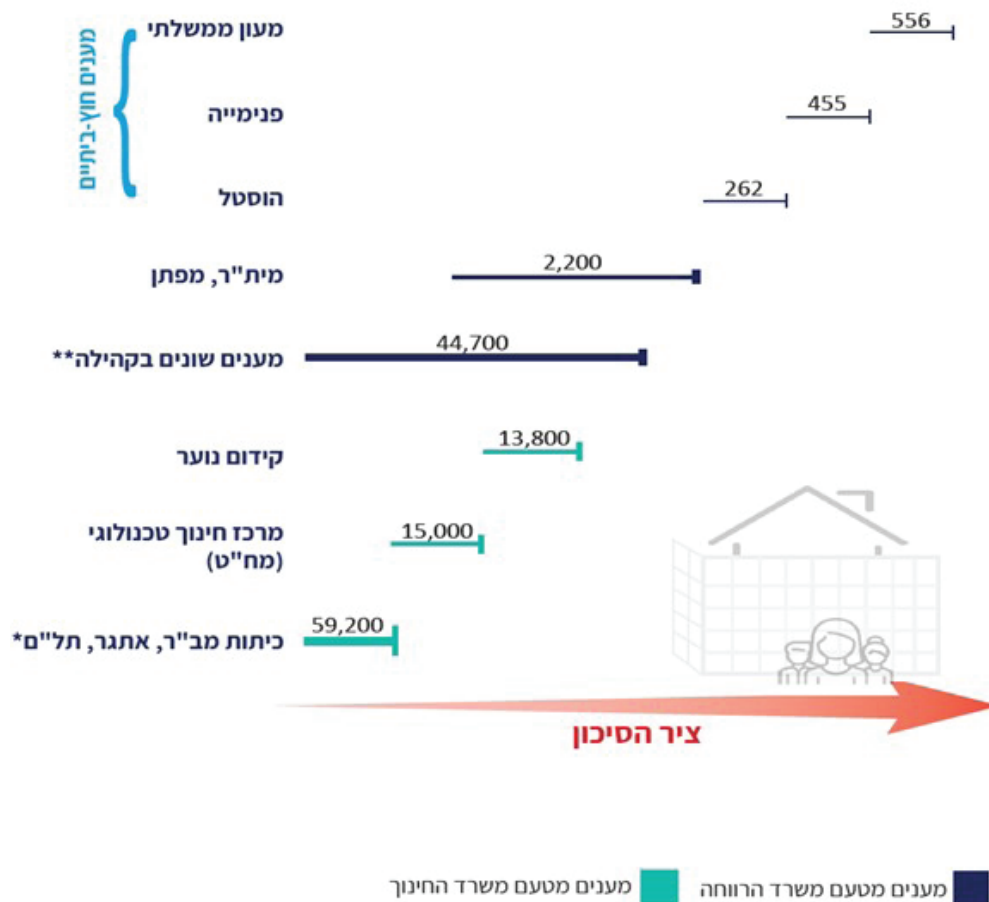 מעון ממשלתי
556
פנימייה
455
הוסטל
262
מענים חוץ-ביתיים
מית"ר, מפתן
2,200
מענים שונים בקהילה**
44,700
קידום נוער
13,800
מרכז חינוך טכנולוגי
(מח"ט)
15,000
כיתות מב"ר, אתגר, תל"ם*
59,200
ציר הסיכון
מענים מטעם משרד הרווחה
מענים מטעם משרד החינוך